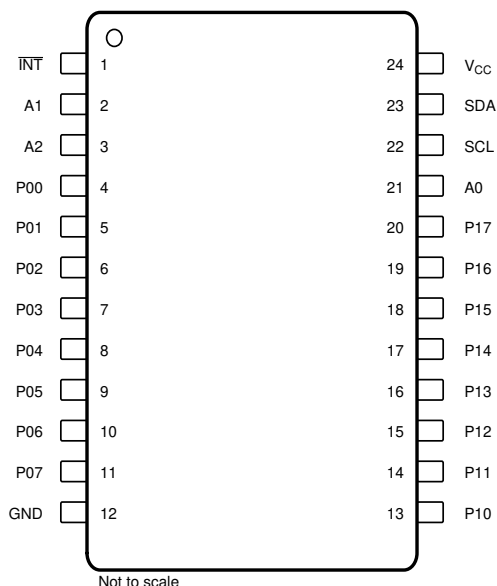 INT 1 24 VCC
A1 2 23 SDA
A2 3 22 SCL
P00 4 21 A0
P01 5 20 P17
P02 6 19 P16
P03 7 18 P15
P04 8 17 P14
P05 9 16 P13
P06 10 15 P12
P07 11 14 P11
GND 12 13 P10
Not to scale